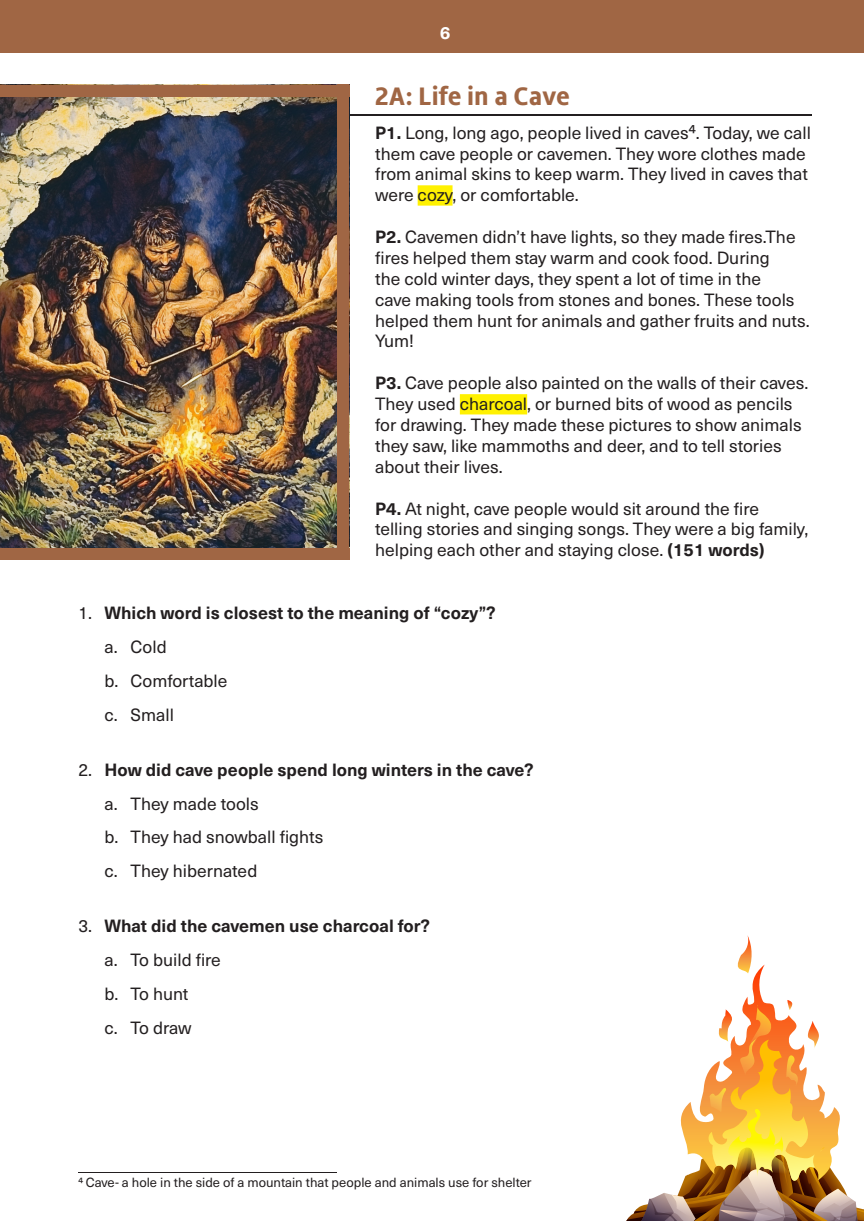 6
2A: Life in a Cave
P1. Long, long ago, people lived in caves⁴. Today, we call
them cave people or cavemen. They wore clothes made
from animal skins to keep warm. They lived in caves that
were cozy, or comfortable.
P2. Cavemen didn’t have lights, so they made fires.The
fires helped them stay warm and cook food. During
the cold winter days, they spent a lot of time in the
cave making tools from stones and bones. These tools
helped them hunt for animals and gather fruits and nuts.
Yum!
P3. Cave people also painted on the walls of their caves.
They used charcoal, or burned bits of wood as pencils
for drawing. They made these pictures to show animals
they saw, like mammoths and deer, and to tell stories
about their lives.
P4. At night, cave people would sit around the fire
telling stories and singing songs. They were a big family,
helping each other and staying close. (151 words)
1. Which word is closest to the meaning of “cozy”?
a. Cold
b. Comfortable
c. Small
2. How did cave people spend long winters in the cave?
a. They made tools
b. They had snowball fights
c. They hibernated
3. What did the cavemen use charcoal for?
a. To build fire
b. To hunt
c. To draw
⁴ Cave- a hole in the side of a mountain that people and animals use for shelter